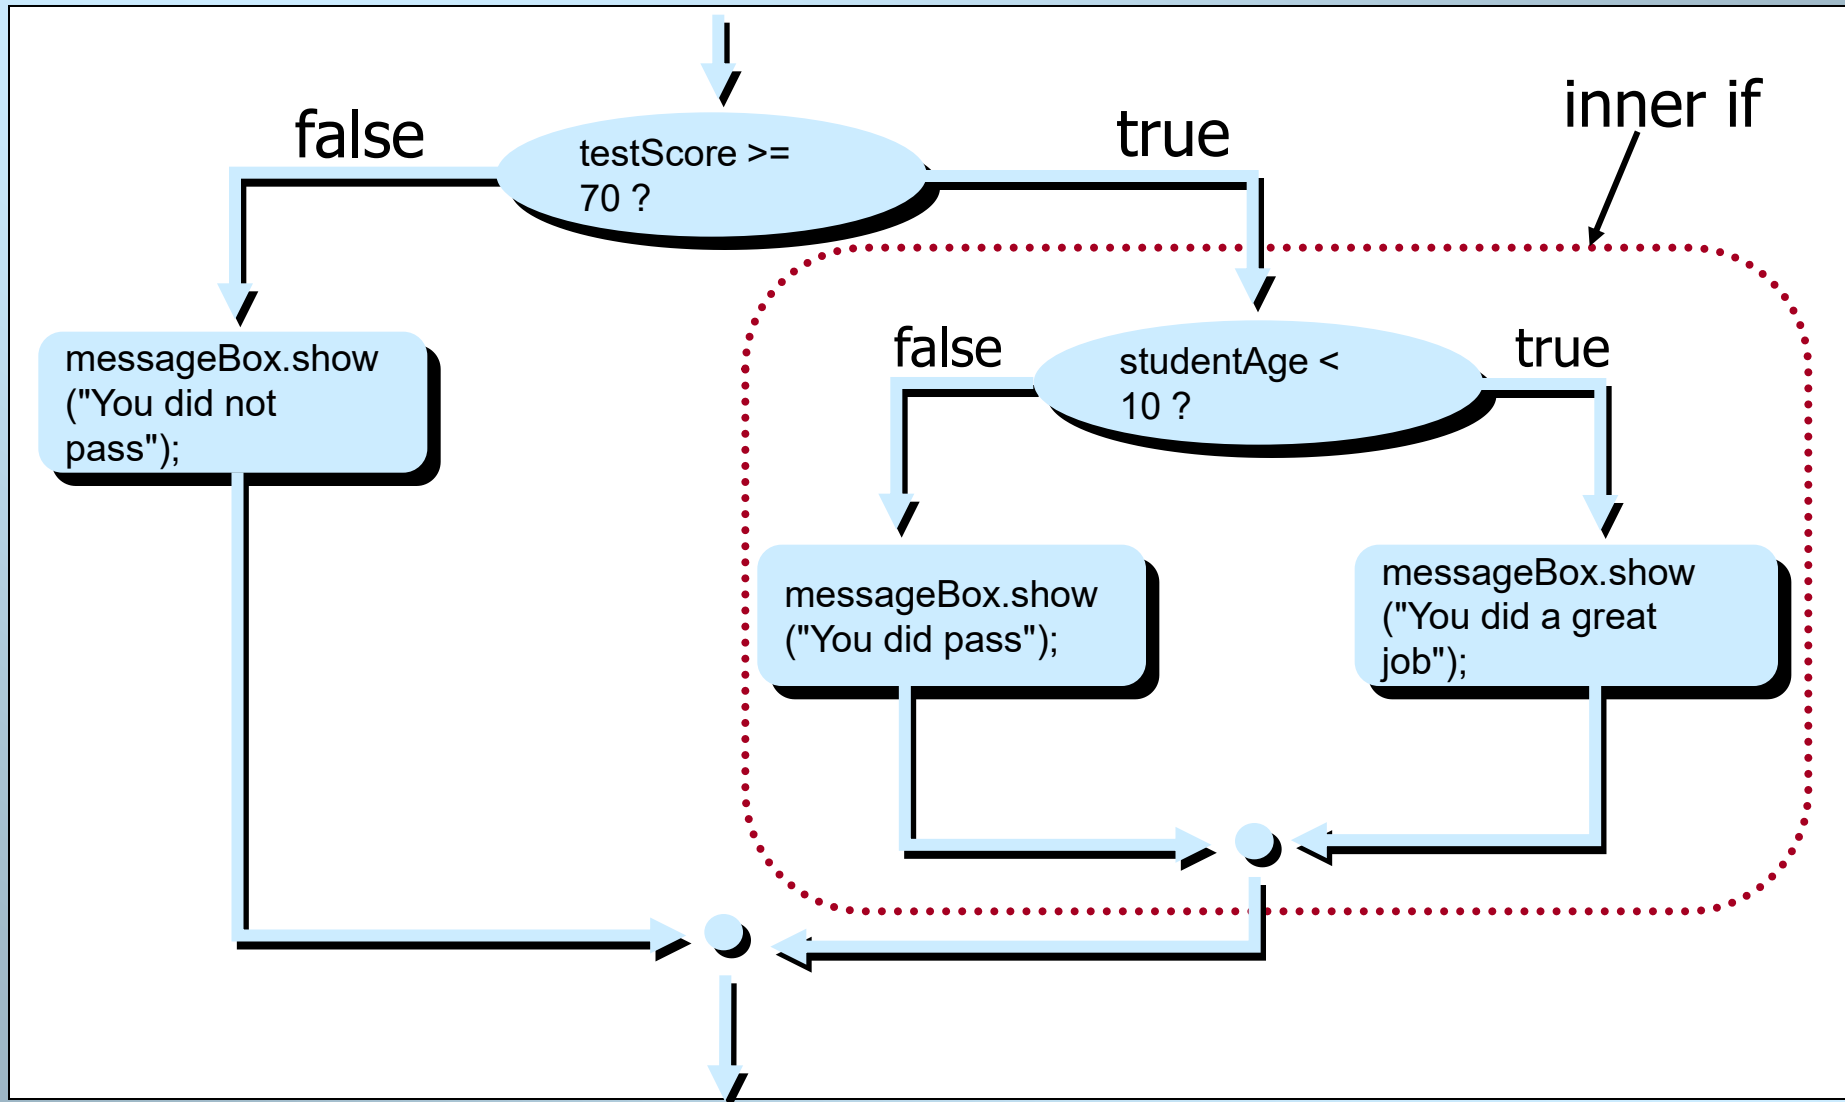 false
testScore >=
70 ?
true
inner if
messageBox.show
("You did not
pass");
false
studentAge <
10 ?
true
messageBox.show
("You did pass");
messageBox.show
("You did a great
job");